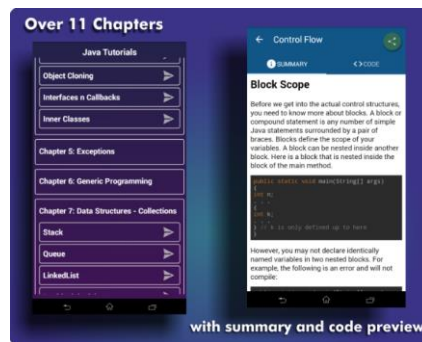 Over 11 Chapters
Java Tutorials
Object Cloning
Interfaces n Callbacks
Inner Classes
Chapter 5: Exceptions
Chapter 6: Generic Programming
Chapter 7: Data Structures - Collections
Stack
Queue
LinkedList
Control Flow
SUMMARY
<>CODE
Block Scope
Before we get into the actual control structures,
you need to know more about blocks. A block or
compound statement is any number of simple
Java statements surrounded by a pair of
braces. Blocks define the scope of your
variables. A block can be nested inside another
block. Here is a block that is nested inside the
block of the main method.
public static void main(String[] args)
{
int n;
. . .
{
int k;
. . .
} // k is only defined up to here
}
However, you may not declare identically
named variables in two nested blocks. For
example, the following is an error and will not
compile:
with summary and code preview